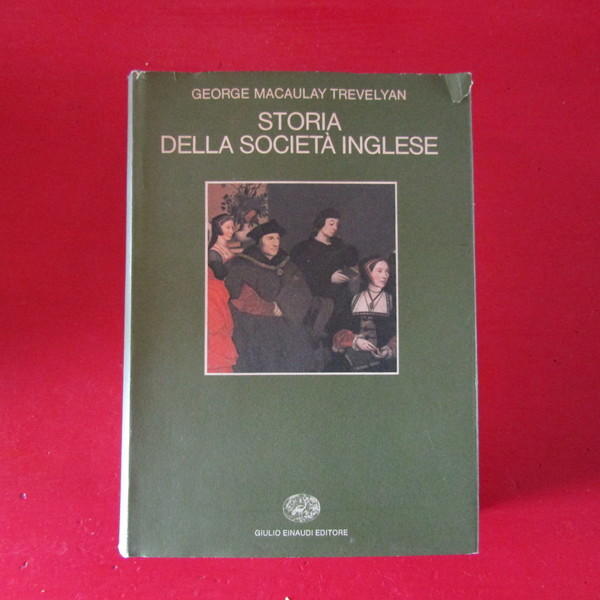 GEORGE MACAULAY TREVELYAN
STORIA
DELLA SOCIETÀ INGLESE
GIULIO EINAUDI EDITORE